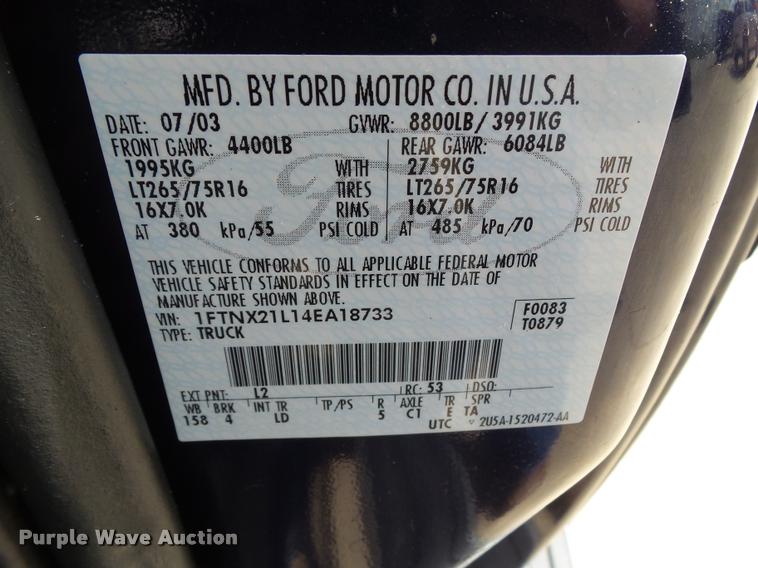 MFD. BY FORD MOTOR CO. IN U.S.A.
DATE: 07/03 GVWR: 8800LB/3991KG
FRONT GAWR: 4400LB REAR GAWR: 6084LB
1995KG WITH 2759KG WITH
LT265/75R16 TIRES LT265/75R16 TIRES
16X7.0K RIMS 16X7.0K RIMS
AT 380 kPa/55 PSI COLD AT 485 kPa/70 PSI COLD
Ford
THIS VEHICLE CONFORMS TO ALL APPLICABLE FEDERAL MOTOR
VEHICLE SAFETY STANDARDS IN EFFECT ON THE DATE OF
MANUFACTURE SHOWN ABOVE.
VIN: 1FTNX21L14EA18733 F0083
TYPE: TRUCK T0879
EXT PNT: L2 RC: 53 DSO:
WB BRK INT TR TP/PS R AXLE TR SPR
158 4 LD 5 C1 E TA
UTC 2U5A-1520472-AA
Purple Wave Auction